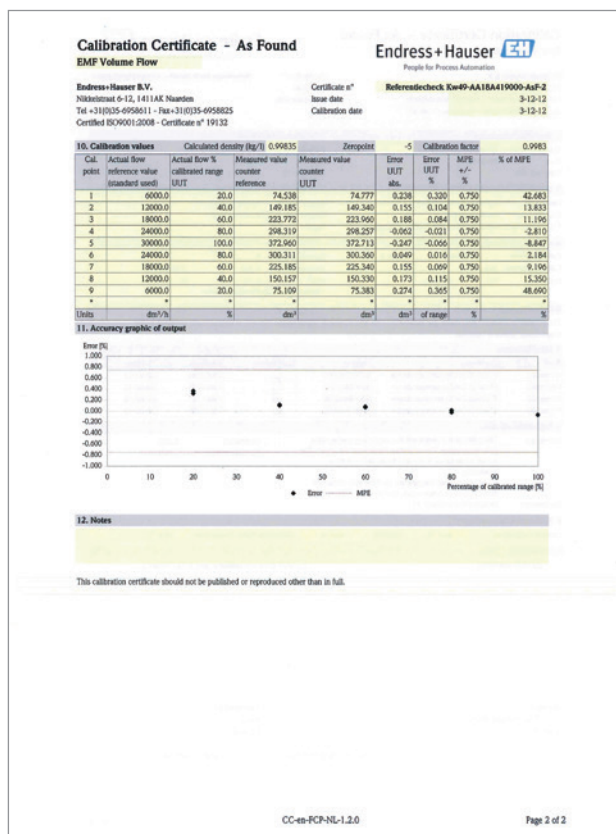 Calibration Certificate - As Found
EMF Volume Flow
Endress+Hauser EH
People for Process Automation
Endress+Hauser B.V.
Nikkelstraat 6-12, 1411AK Naarden
Tel +31(0)35-6958611 - Fax+31(0)35-6958825
Certified ISO9001:2008 - Certificate n° 19132
Certificate n° Referentiecheck Kw49-AA18A419000-AsF-2
Issue date 3-12-12
Calibration date 3-12-12
10. Calibration values Calculated density (kg/l) 0.99835 Zeropoint -5 Calibration factor 0.9983
Cal. Actual flow Actual flow % Measured value Measured value Error Error MPE % of MPE
point reference value calibrated range counter counter UUT UUT +/-
(standard used) UUT reference UUT abs. % %
1 6000.0 20.0 74.538 74.777 0.238 0.320 0.750 42.683
2 12000.0 40.0 149.185 149.340 0.155 0.104 0.750 13.833
3 18000.0 60.0 223.772 223.960 0.188 0.084 0.750 11.196
4 24000.0 80.0 298.319 298.257 -0.062 -0.021 0.750 -2.810
5 30000.0 100.0 372.960 372.713 -0.247 -0.066 0.750 -8.847
6 24000.0 80.0 300.311 300.360 0.049 0.016 0.750 2.184
7 18000.0 60.0 225.185 225.340 0.155 0.069 0.750 9.196
8 12000.0 40.0 150.157 150.330 0.173 0.115 0.750 15.350
9 6000.0 20.0 75.109 75.383 0.274 0.365 0.750 48.690
* * * * * * * * *
Units dm³/h % dm³ dm³ dm³ of range % %
11. Accuracy graphic of output
Error [%]
1.000
0.800
0.600
0.400
0.200
0.000
-0.200
-0.400
-0.600
-0.800
-1.000
0 10 20 30 40 50 60 70 80 90 100
Percentage of calibrated range [%]
Error MPE
12. Notes
This calibration certificate should not be published or reproduced other than in full.
CC-en-FCP-NL-1.2.0 Page 2 of 2